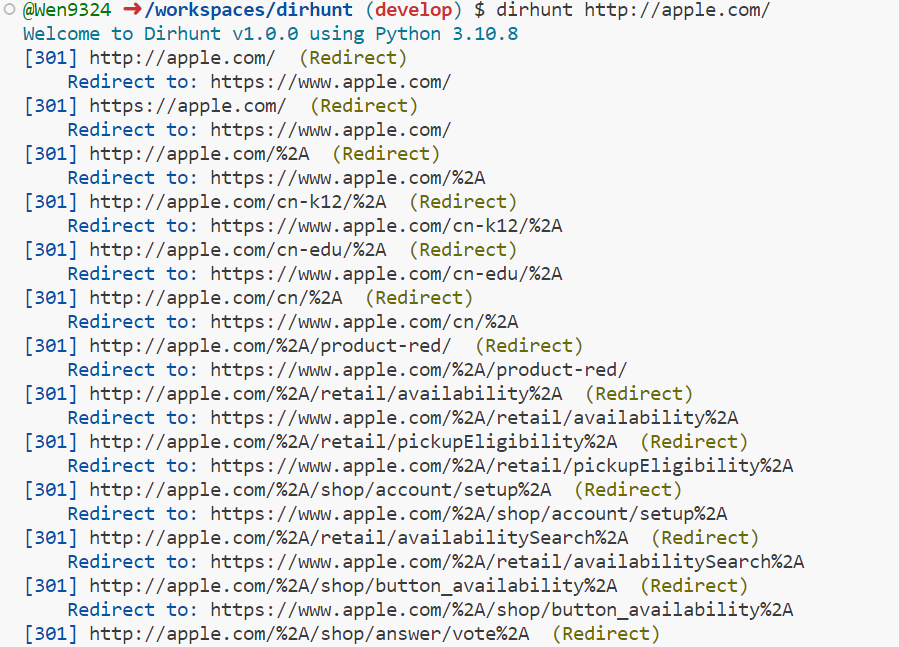 @Wen9324 ➜ /workspaces/dirhunt (develop) $ dirhunt http://apple.com/
Welcome to Dirhunt v1.0.0 using Python 3.10.8
[301] http://apple.com/  (Redirect)
    Redirect to: https://www.apple.com/
[301] https://apple.com/  (Redirect)
    Redirect to: https://www.apple.com/
[301] http://apple.com/%2A  (Redirect)
    Redirect to: https://www.apple.com/%2A
[301] http://apple.com/cn-k12/%2A  (Redirect)
    Redirect to: https://www.apple.com/cn-k12/%2A
[301] http://apple.com/cn-edu/%2A  (Redirect)
    Redirect to: https://www.apple.com/cn-edu/%2A
[301] http://apple.com/cn/%2A  (Redirect)
    Redirect to: https://www.apple.com/cn/%2A
[301] http://apple.com/%2A/product-red/  (Redirect)
    Redirect to: https://www.apple.com/%2A/product-red/
[301] http://apple.com/%2A/retail/availability%2A  (Redirect)
    Redirect to: https://www.apple.com/%2A/retail/availability%2A
[301] http://apple.com/%2A/retail/pickupEligibility%2A  (Redirect)
    Redirect to: https://www.apple.com/%2A/retail/pickupEligibility%2A
[301] http://apple.com/%2A/shop/account/setup%2A  (Redirect)
    Redirect to: https://www.apple.com/%2A/shop/account/setup%2A
[301] http://apple.com/%2A/retail/availabilitySearch%2A  (Redirect)
    Redirect to: https://www.apple.com/%2A/retail/availabilitySearch%2A
[301] http://apple.com/%2A/shop/button_availability%2A  (Redirect)
    Redirect to: https://www.apple.com/%2A/shop/button_availability%2A
[301] http://apple.com/%2A/shop/answer/vote%2A  (Redirect)